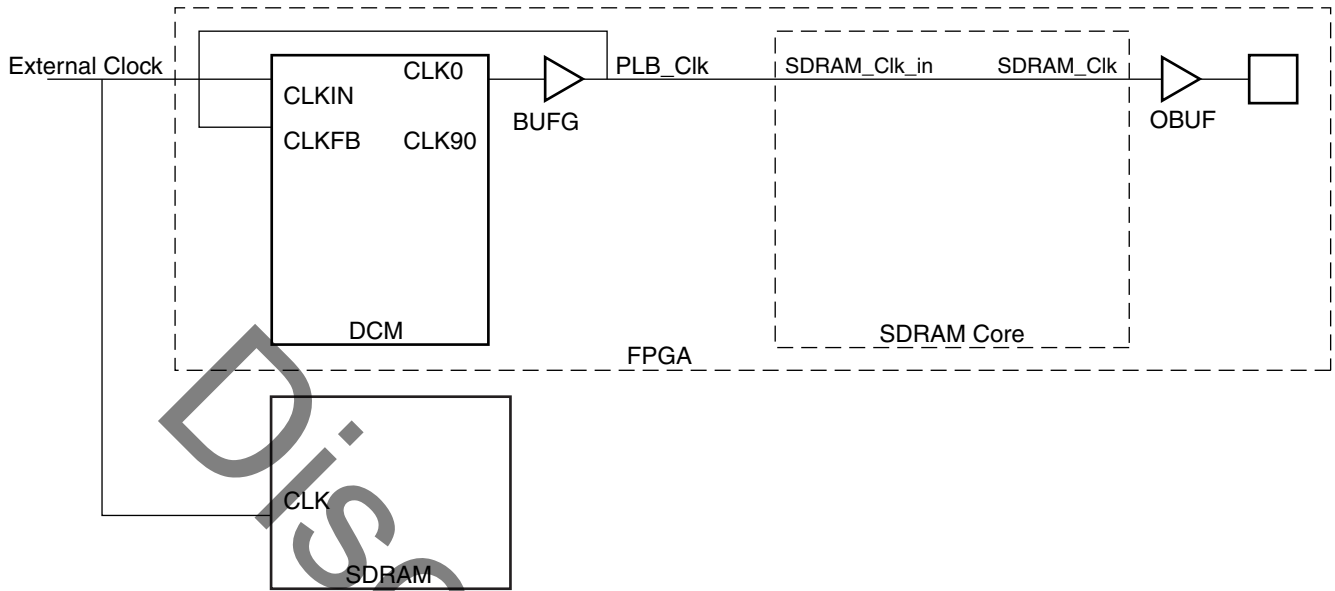 External Clock
CLK0
PLB_Clk
SDRAM_Clk_in
SDRAM_Clk
CLKIN
BUFG
OBUF
CLKFB
CLK90
DCM
SDRAM Core
FPGA
CLK
SDRAM